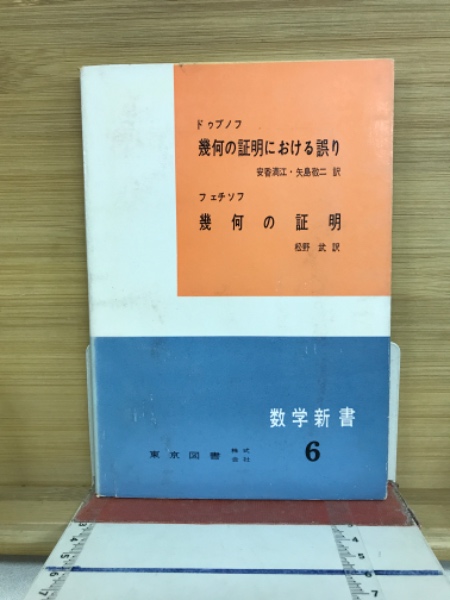 ドゥブノフ
幾何の証明における誤り
安香満江・矢島敬二 訳
フェチソフ
幾何の証明
松野 武 訳
数学新書
6
東京図書 株式会社